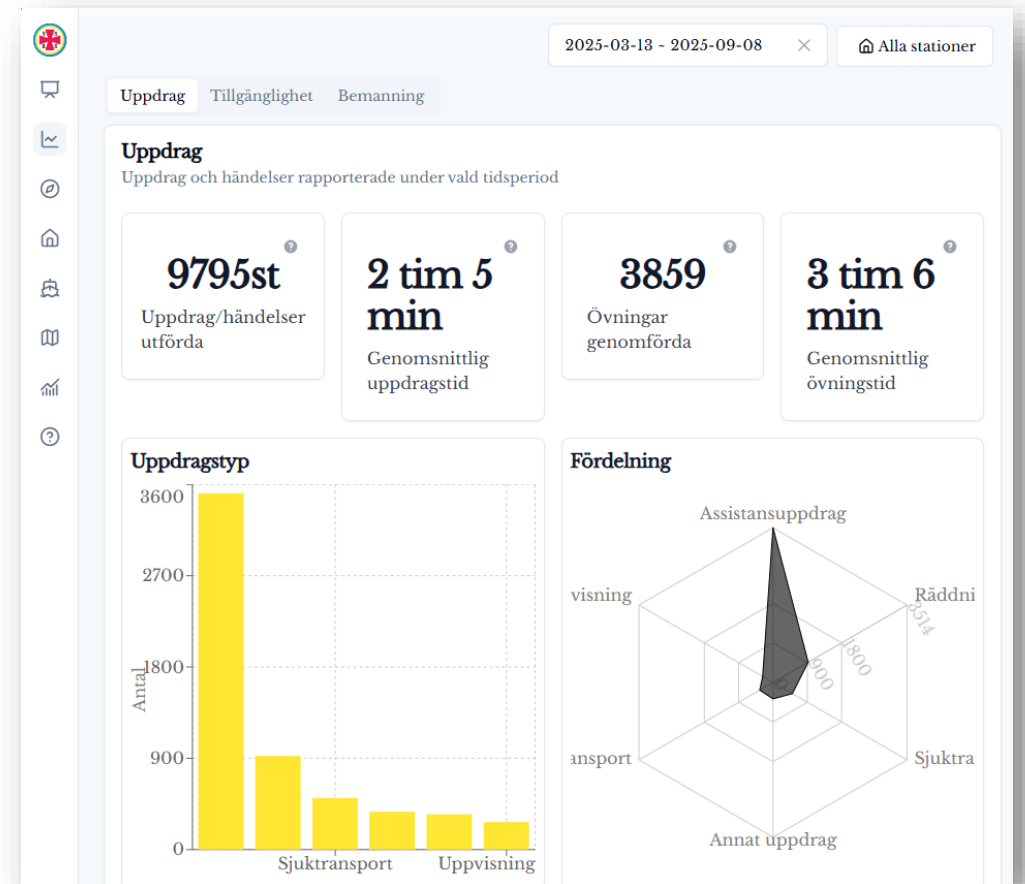 2025-03-13 ~ 2025-09-08
Alla stationer
Uppdrag
Tillgänglighet
Bemanning
Uppdrag
Uppdrag och händelser rapporterade under vald tidsperiod
9795st
Uppdrag/händelser
utförda
2 tim 5
min
Genomsnittlig
uppdragstid
3859
Övningar
genomförda
3 tim 6
min
Genomsnittlig
övningstid
Uppdragstyp
3600
2700
1800
900
0
Antal
Sjuktransport
Uppvisning
Fördelning
Assistansuppdrag
visning
Räddni
3514
1800
900
0
ansport
Sjuktra
Annat uppdrag